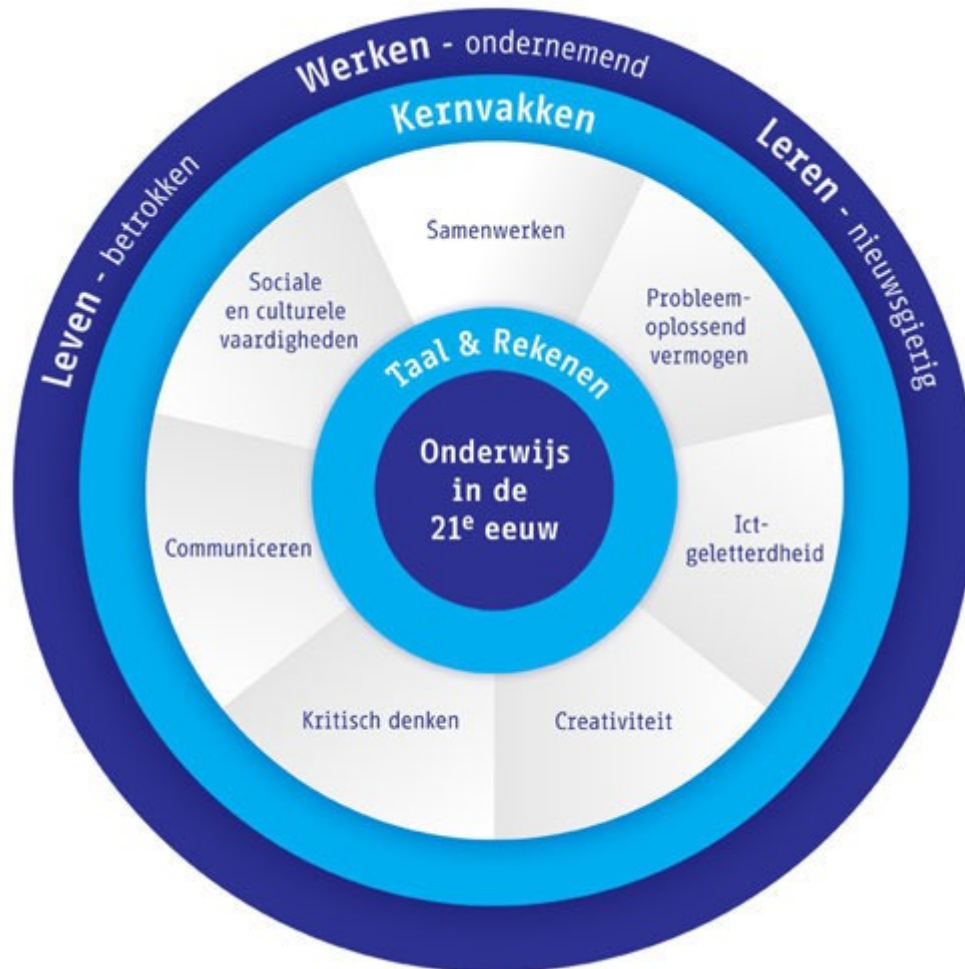 Leven - betrokken
Werken - ondernemend
Leren - nieuwsgierig
Kernvakken
Samenwerken
Sociale
en culturele
vaardigheden
Probleem-
oplossend
vermogen
Taal & Rekenen
Onderwijs
in de
21e eeuw
Communiceren
Ict-
geletterdheid
Kritisch denken
Creativiteit